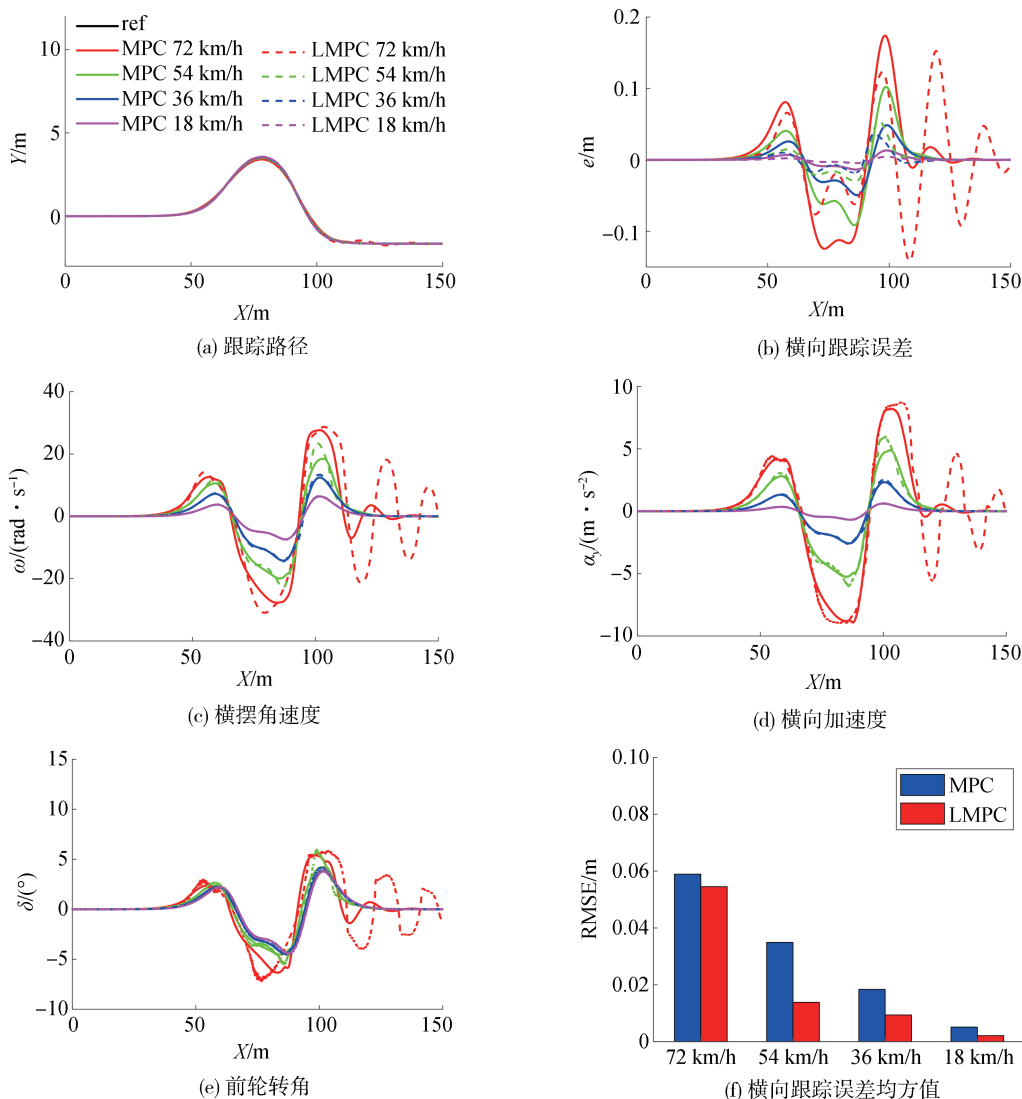 ref
MPC 72 km/h
MPC 54 km/h
MPC 36 km/h
MPC 18 km/h
LMPC 72 km/h
LMPC 54 km/h
LMPC 36 km/h
LMPC 18 km/h
10
5
0
Y/m
0
50
100
150
X/m
(a) 跟踪路径
0.2
0.1
0
−0.1
e/m
50
100
150
X/m
(b) 横向跟踪误差
40
20
0
−20
−40
ω/(rad · s⁻¹)
0
50
100
150
X/m
(c) 横摆角速度
10
5
0
−5
−10
αy/(m · s⁻²)
0
50
100
150
X/m
(d) 横向加速度
15
10
5
0
−5
−10
δ/(°)
0
50
100
150
X/m
(e) 前轮转角
0.10
0.08
0.06
0.04
0.02
0
RMSE/m
MPC
LMPC
72 km/h
54 km/h
36 km/h
18 km/h
(f) 横向跟踪误差均方值